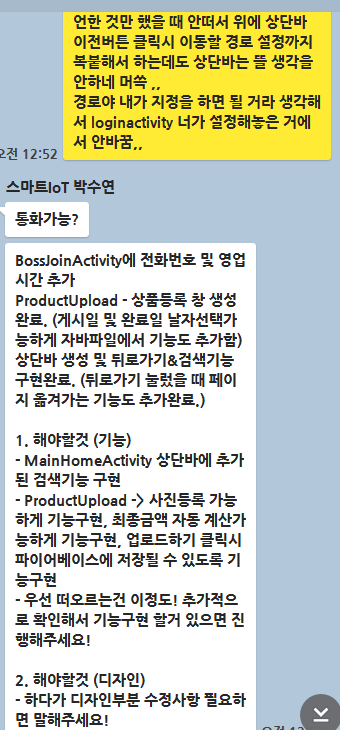 언한 것만 했을 때 안떠서 위에 상단바
이전버튼 클릭시 이동할 경로 설정까지
복붙해서 하는데도 상단바는 뜰 생각을
안하네 머쓱 ,,
경로야 내가 지정을 하면 될 거라 생각해
서 loginactivity 너가 설정해놓은 거에
서 안바꿈,,
오전 12:52
스마트IoT 박수연
통화가능?
BossJoinActivity에 전화번호 및 영업
시간 추가
ProductUpload - 상품등록 창 생성
완료. (게시일 및 완료일 날자선택가
능하게 자바파일에서 기능도 추가함)
상단바 생성 및 뒤로가기&검색기능
구현완료. (뒤로가기 눌렀을 때 페이
지 옮겨가는 기능도 추가완료.)
1. 해야할것 (기능)
- MainHomeActivity 상단바에 추가
된 검색기능 구현
- ProductUpload -> 사진등록 가능
하게 기능구현, 최종금액 자동 계산가
능하게 기능구현, 업로드하기 클릭시
파이어베이스에 저장될 수 있도록 기
능구현
- 우선 떠오르는건 이정도! 추가적으
로 확인해서 기능구현 할거 있으면 진
행해주세요!
2. 해야할것 (디자인)
- 하다가 디자인부분 수정사항 필요하
면 말해주세요!